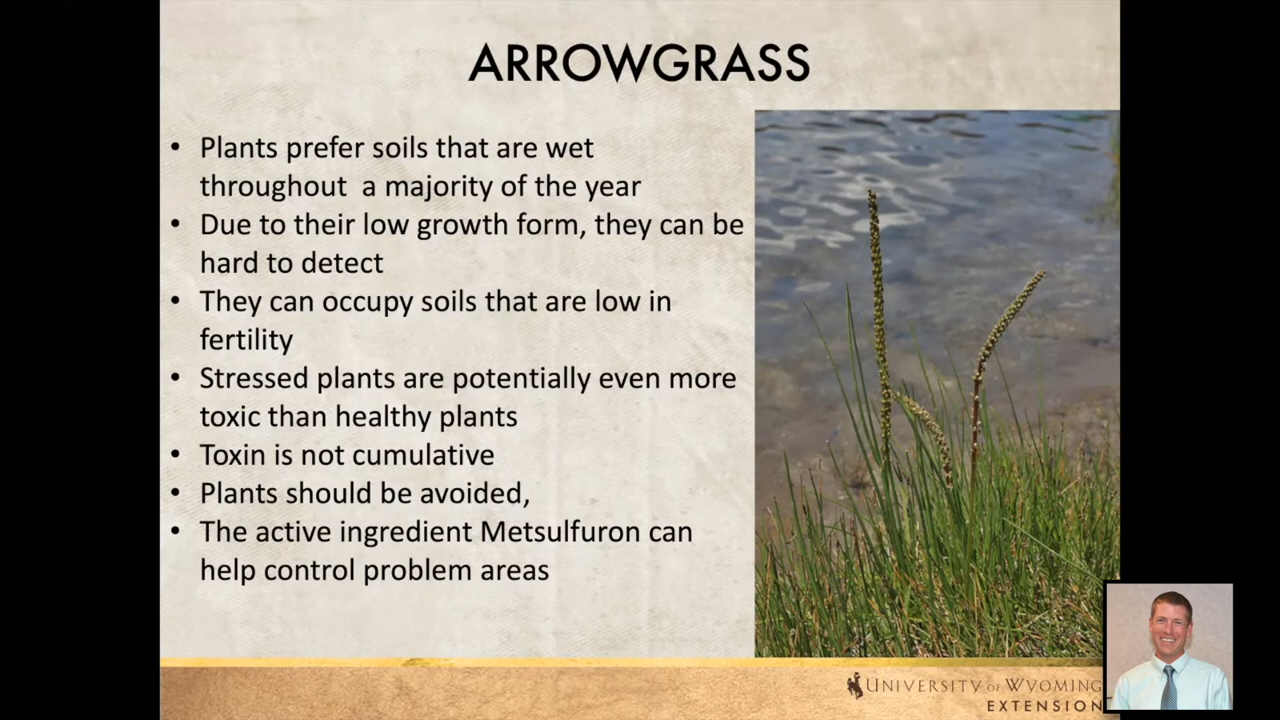 ARROWGRASS
• Plants prefer soils that are wet
throughout  a majority of the year
• Due to their low growth form, they can be
hard to detect
• They can occupy soils that are low in
fertility
• Stressed plants are potentially even more
toxic than healthy plants
• Toxin is not cumulative
• Plants should be avoided,
• The active ingredient Metsulfuron can
help control problem areas
UNIVERSITY OF WYOMING
EXTENSION